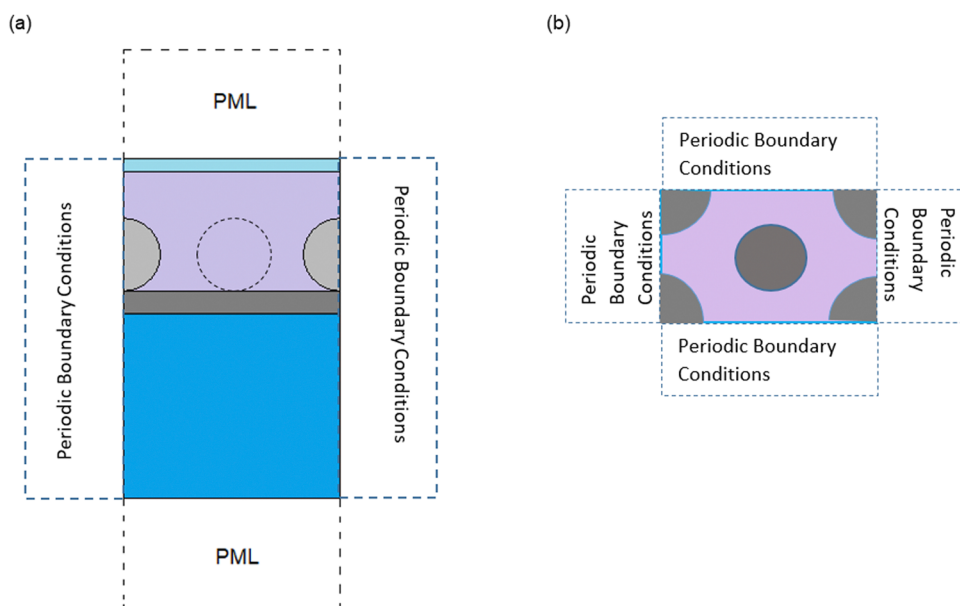 (a)
PML
Periodic Boundary Conditions
Periodic Boundary Conditions
PML
(b)
Periodic Boundary
Conditions
Periodic
Boundary
Conditions
Periodic
Boundary
Conditions
Periodic Boundary
Conditions